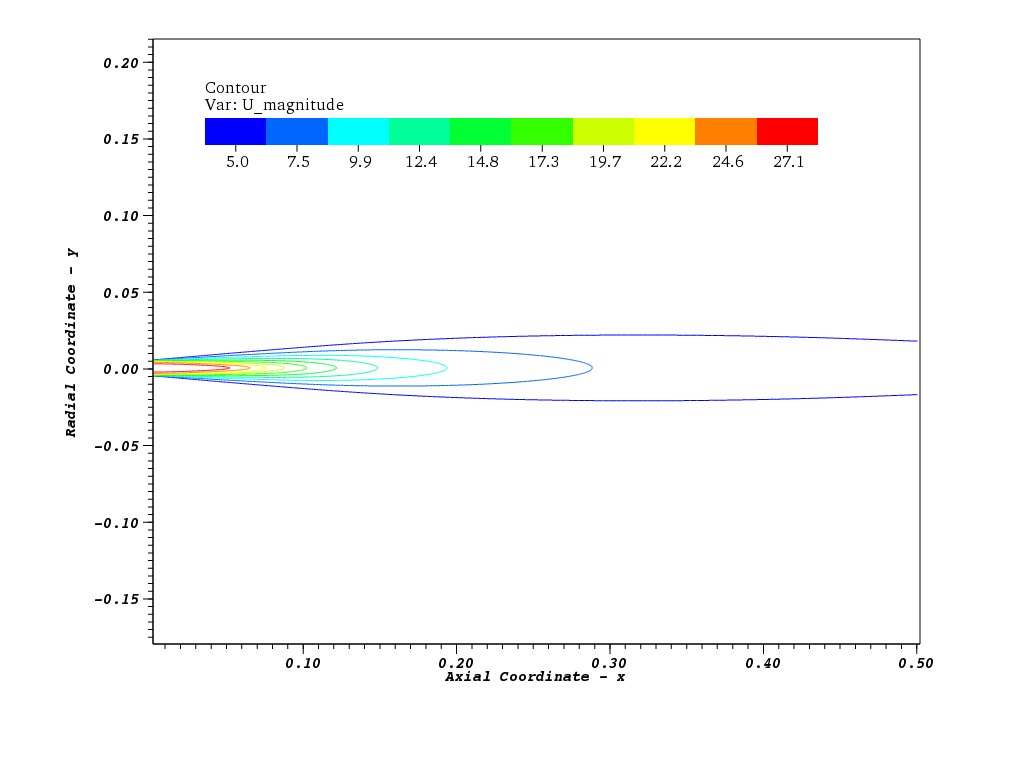 Contour
Var: U_magnitude
5.0 7.5 9.9 12.4 14.8 17.3 19.7 22.2 24.6 27.1
0.20
0.15
0.10
0.05
0.00
-0.05
-0.10
-0.15
Radial Coordinate - y
0.10 0.20 0.30 0.40 0.50
Axial Coordinate - x